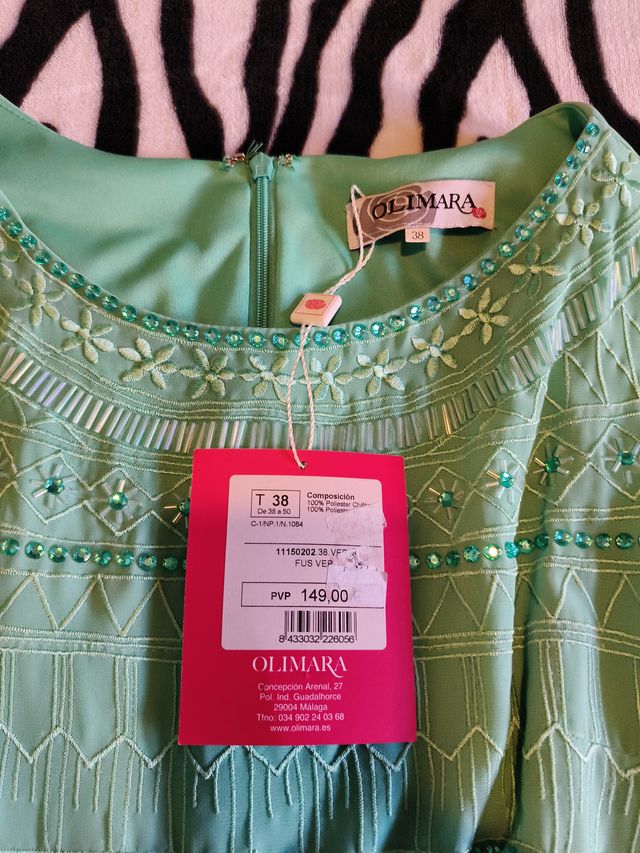 OLIMARA
38
T 38
De 38 a 50
Composición
100% Poliester
100% Poliester
C-1/NP.1/N.1084
11150202.38.
FUS VER
PVP 149,00
8 433032 226056
OLIMARA
Concepción Arenal, 27
Pol. Ind. Guadalhorce
29004 Málaga
Tfno: 034 902 24 03 68
www.olimara.es